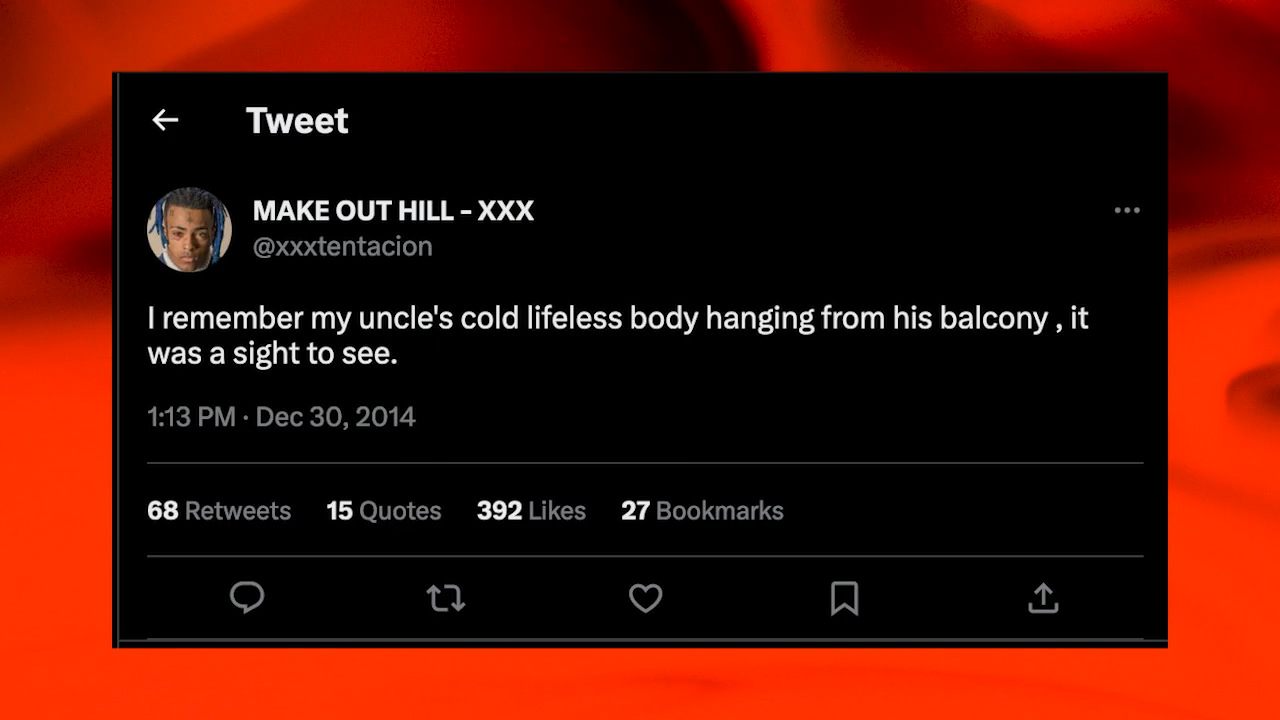 Tweet
MAKE OUT HILL - XXX
@xxxtentacion
I remember my uncle's cold lifeless body hanging from his balcony , it
was a sight to see.
1:13 PM · Dec 30, 2014
68 Retweets 15 Quotes 392 Likes 27 Bookmarks